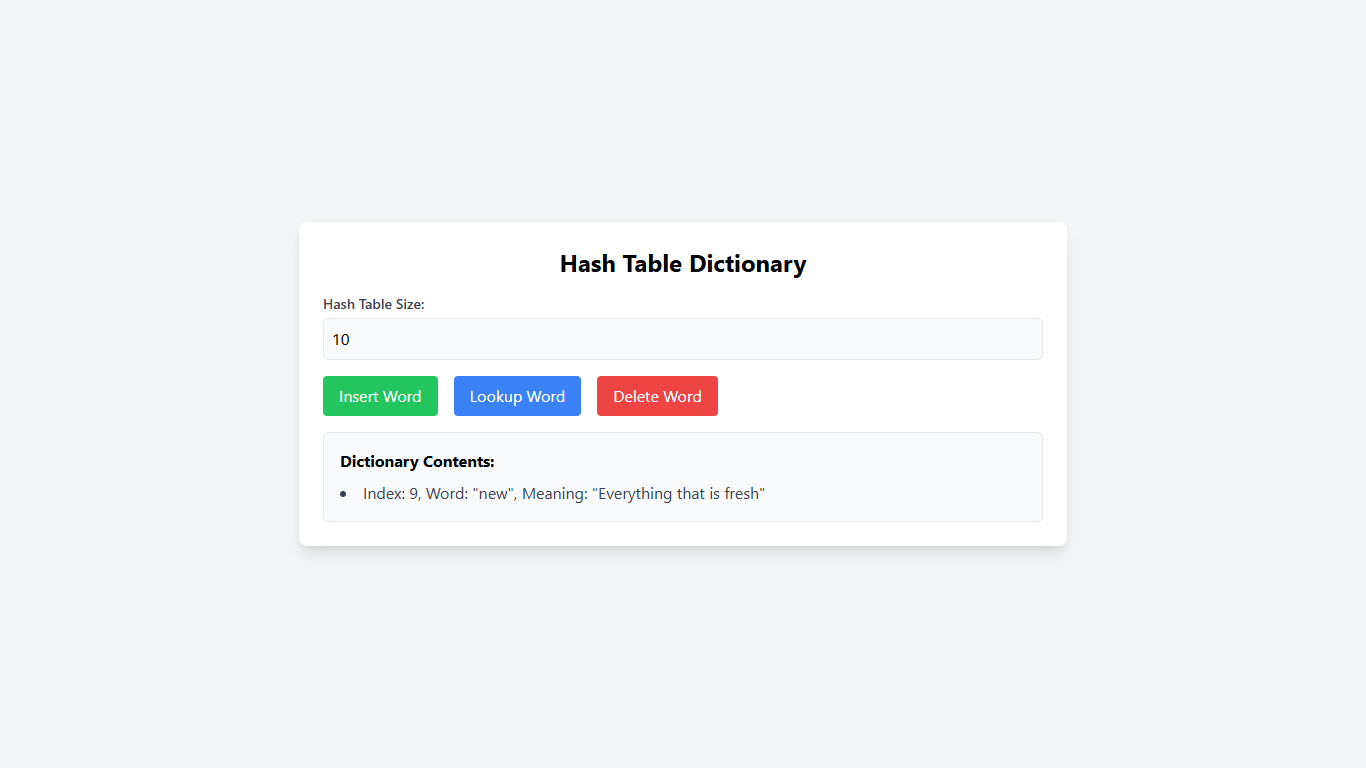 Hash Table Dictionary
Hash Table Size:
10
Insert Word Lookup Word Delete Word
Dictionary Contents:
• Index: 9, Word: "new", Meaning: "Everything that is fresh"